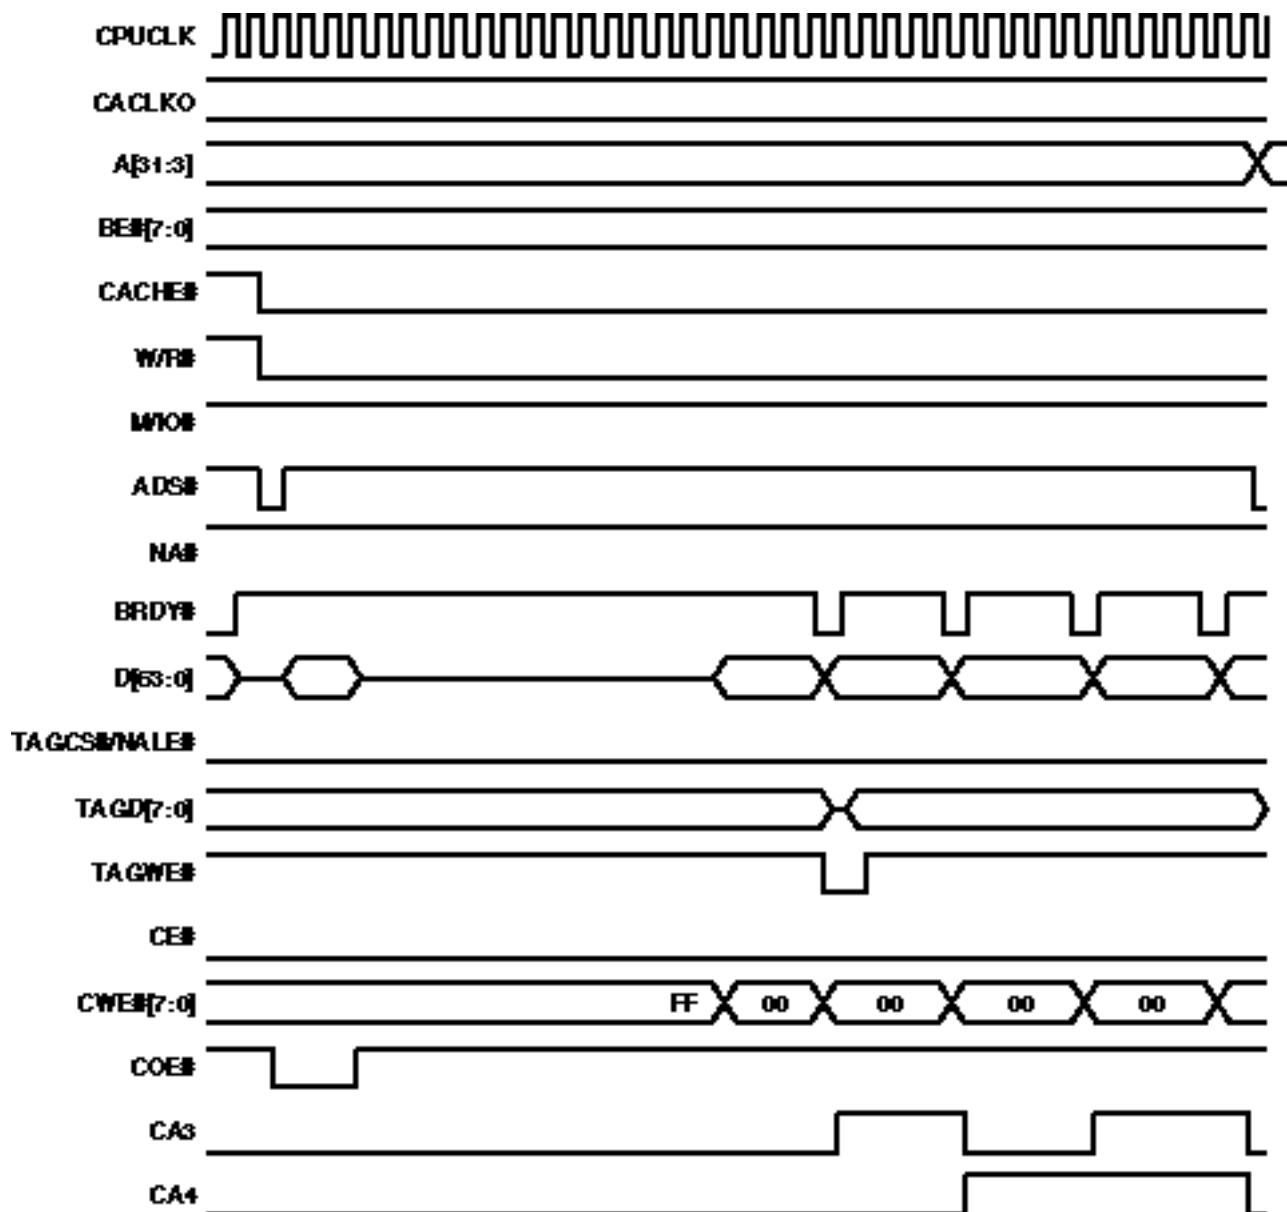 CPUCLK
CACLKO
A[31:3]
BE#[7:0]
CACHE#
W/R#
M/IO#
ADS#
NA#
BRDY#
D[63:0]
TAGCS#/NALE#
TAGD[7:0]
TAGWE#
CE#
CWE#[7:0] FF 00 00 00 00
COE#
CA3
CA4